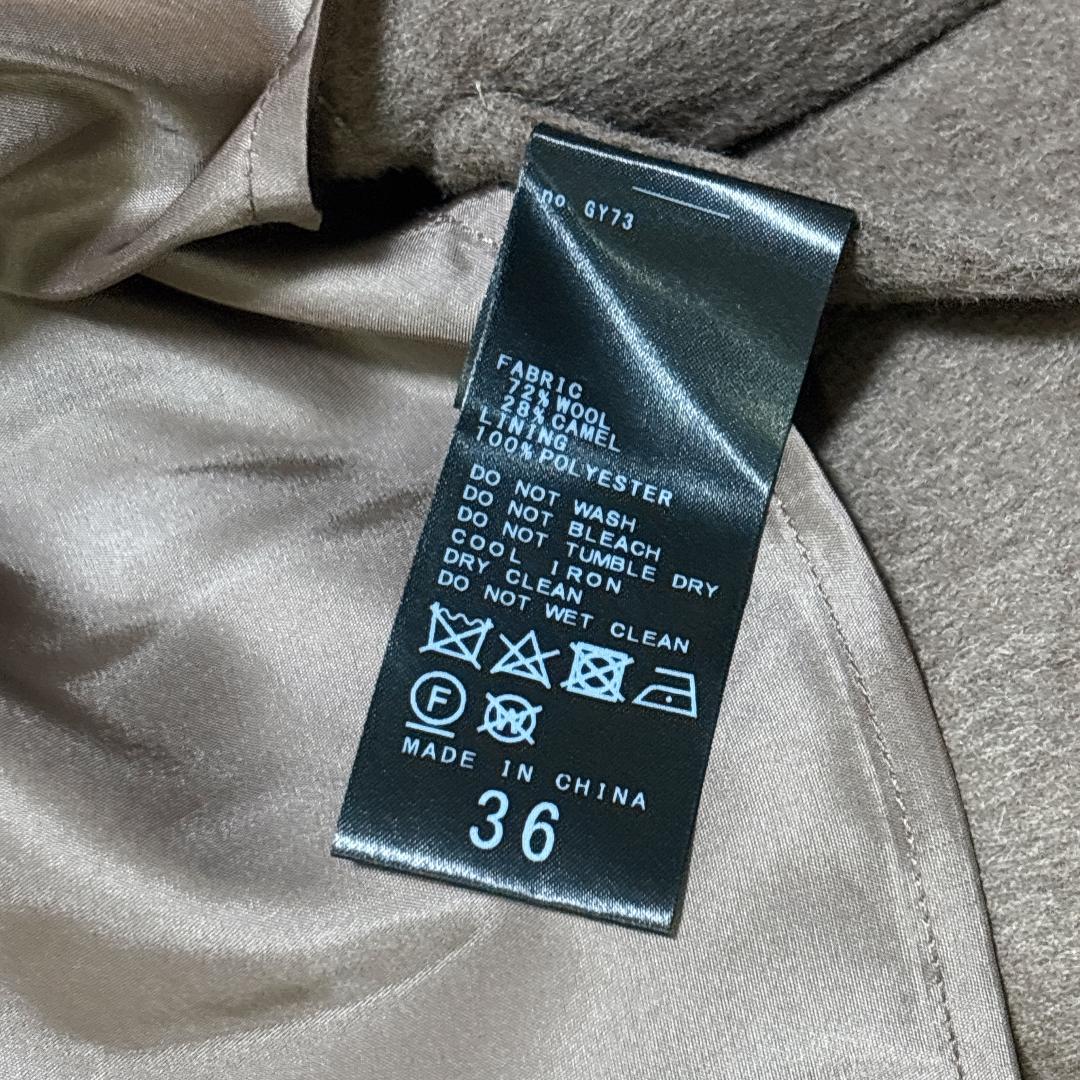 no GY73
FABRIC
72%WOOL
28%CAMEL
LINING
100%POLYESTER
DO NOT WASH
DO NOT BLEACH
DO NOT TUMBLE DRY
COOL IRON
DRY CLEAN
DO NOT WET CLEAN
F W
MADE IN CHINA
36